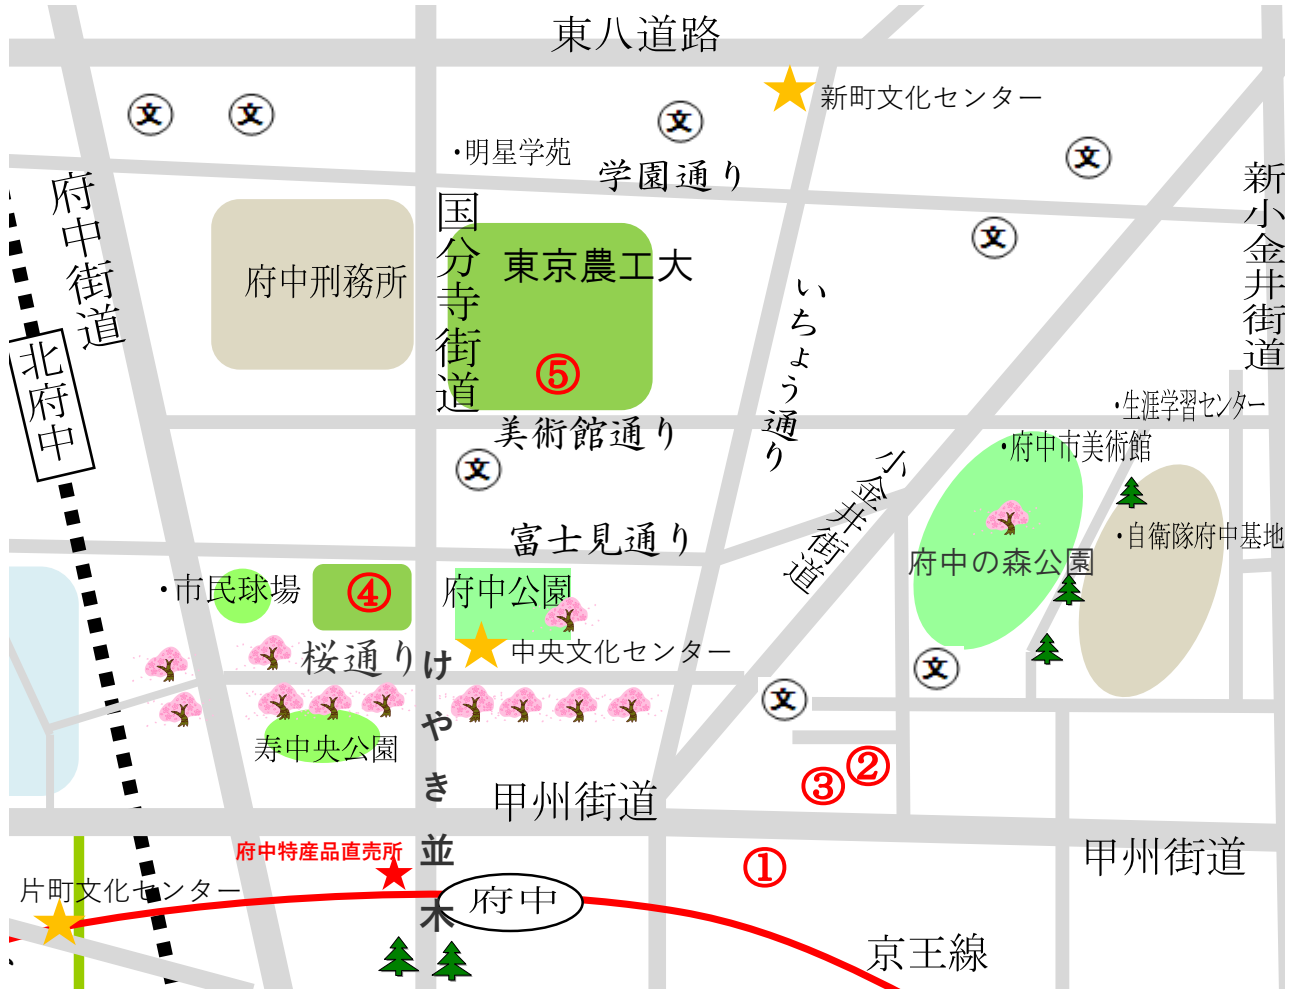 東八道路
新町文化センター
文
文
文
・明星学苑
文
学園通り
府中街道
国分寺街道
新小金井街道
文
東京農工大
府中刑務所
いちょう通り
北府中
⑤
・生涯学習センター
美術館通り
・府中市美術館
文
小金井街道
富士見通り
・自衛隊府中基地
府中の森公園
・市民球場
④
府中公園
桜通り
中央文化センター
文
文
けやき並木
寿中央公園
②
③
甲州街道
甲州街道
府中特産品直売所
①
片町文化センター
府中
京王線